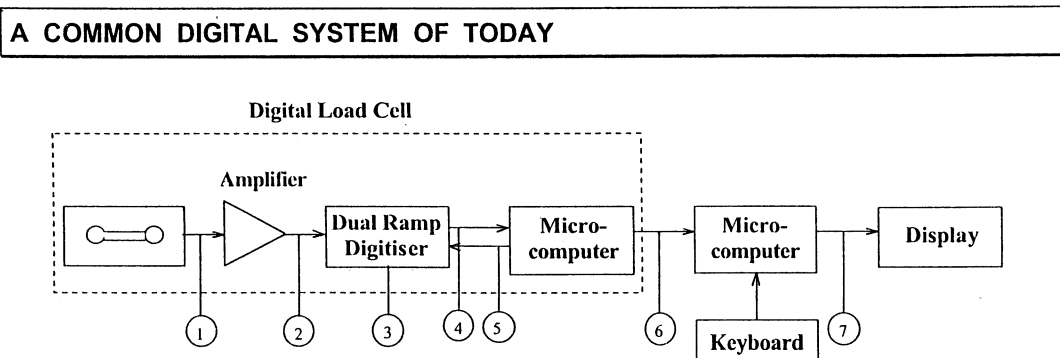 A COMMON DIGITAL SYSTEM OF TODAY
Digital Load Cell
Amplifier
Dual Ramp
Digitiser
Micro-
computer
Micro-
computer
Display
1
2
3
4
5
6
7
Keyboard